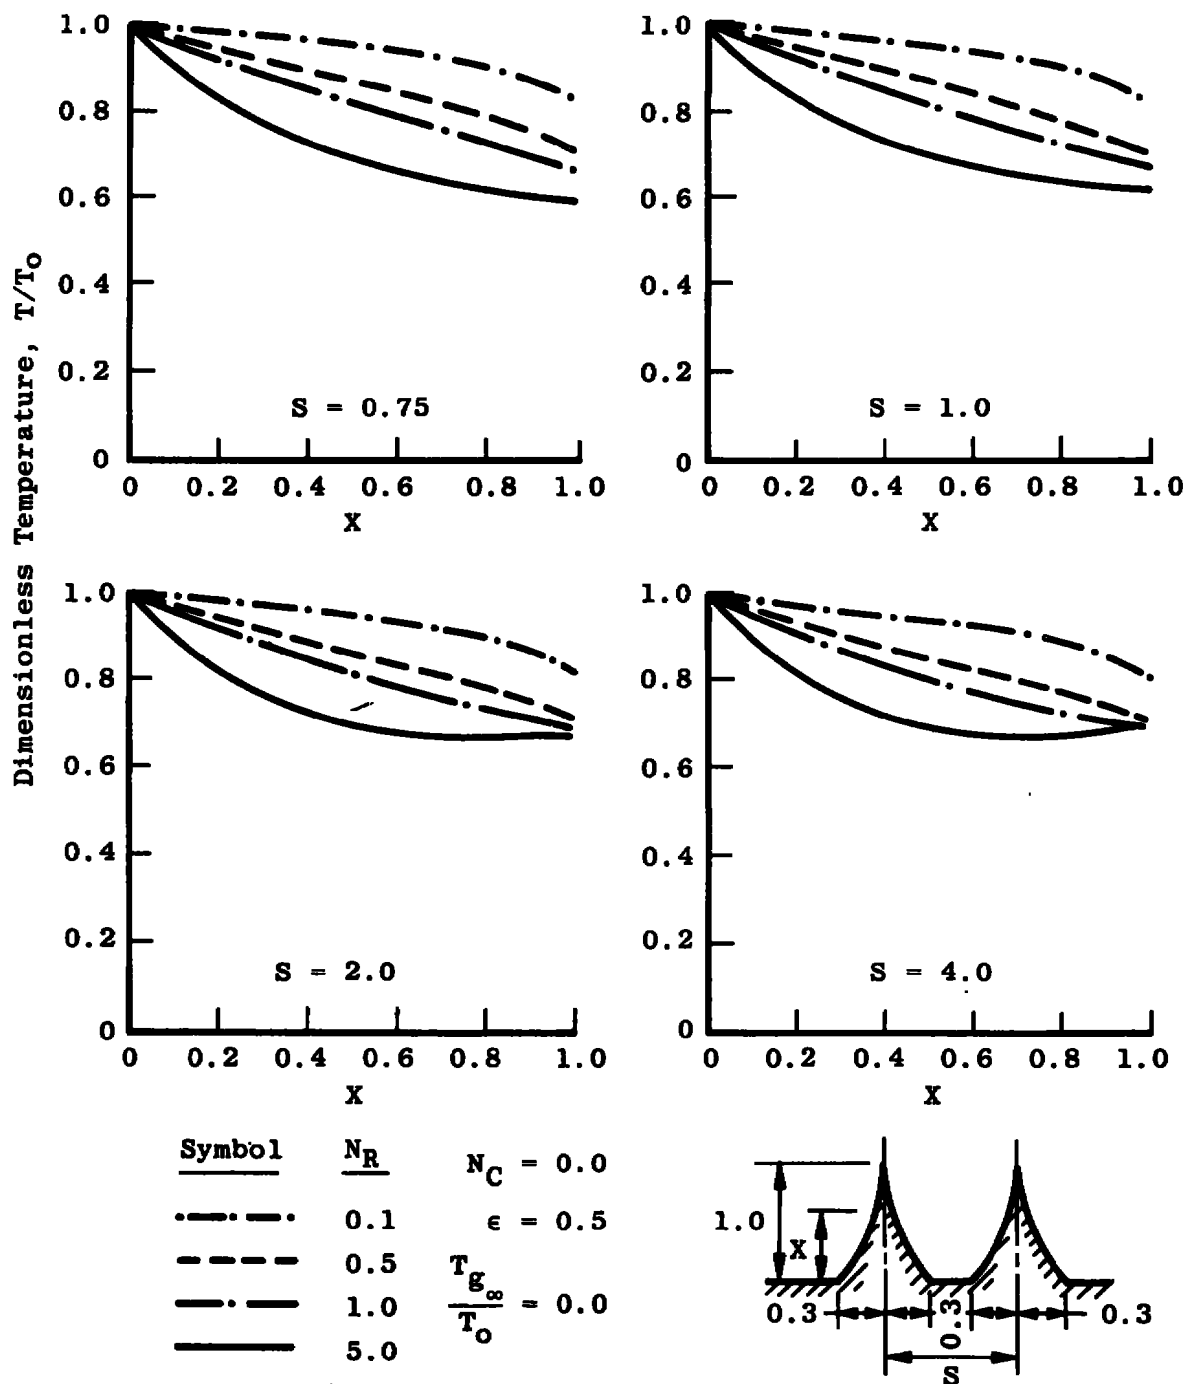 Dimensionless Temperature, T/To
1.0
0.8
0.6
0.4
0.2
0
S = 0.75
0 0.2 0.4 0.6 0.8 1.0
X
1.0
0.8
0.6
0.4
0.2
0
S = 1.0
0 0.2 0.4 0.6 0.8 1.0
X
1.0
0.8
0.6
0.4
0.2
0
S = 2.0
0 0.2 0.4 0.6 0.8 1.0
X
1.0
0.8
0.6
0.4
0.2
0
S = 4.0
0 0.2 0.4 0.6 0.8 1.0
X
Symbol NR
0.1
0.5
1.0
5.0
NC = 0.0
ϵ = 0.5
Tg∞/To = 0.0
1.0
X
0.3 0.3 0.3
S